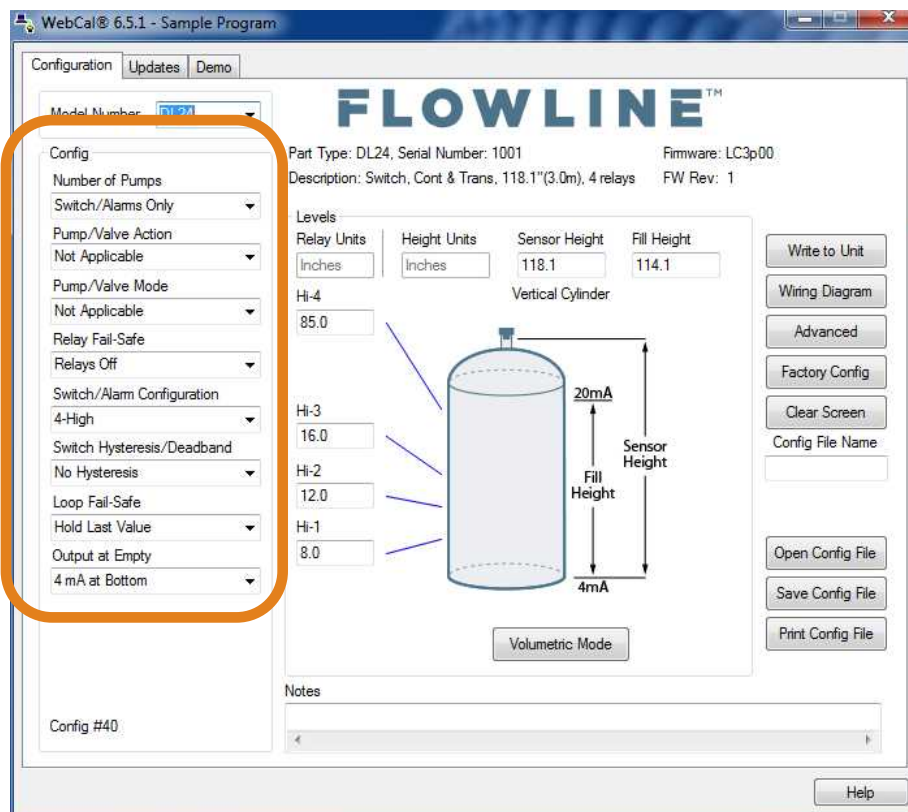 WebCal® 6.5.1 - Sample Program
Configuration Updates Demo
Model Number DL24
Config
Number of Pumps
Switch/Alarms Only
Pump/Valve Action
Not Applicable
Pump/Valve Mode
Not Applicable
Relay Fail-Safe
Relays Off
Switch/Alarm Configuration
4-High
Switch Hysteresis/Deadband
No Hysteresis
Loop Fail-Safe
Hold Last Value
Output at Empty
4 mA at Bottom
Config #40
FLOWLINE™
Part Type: DL24, Serial Number: 1001 Firmware: LC3p00
Description: Switch, Cont & Trans, 118.1"(3.0m), 4 relays FW Rev: 1
Levels
Relay Units Height Units Sensor Height Fill Height
Inches Inches 118.1 114.1
Hi-4 Vertical Cylinder
85.0
20mA
Hi-3
16.0
Sensor
Height
Hi-2
Fill
Height
12.0
Hi-1
8.0
4mA
Volumetric Mode
Notes
Write to Unit
Wiring Diagram
Advanced
Factory Config
Clear Screen
Config File Name
Open Config File
Save Config File
Print Config File
Help